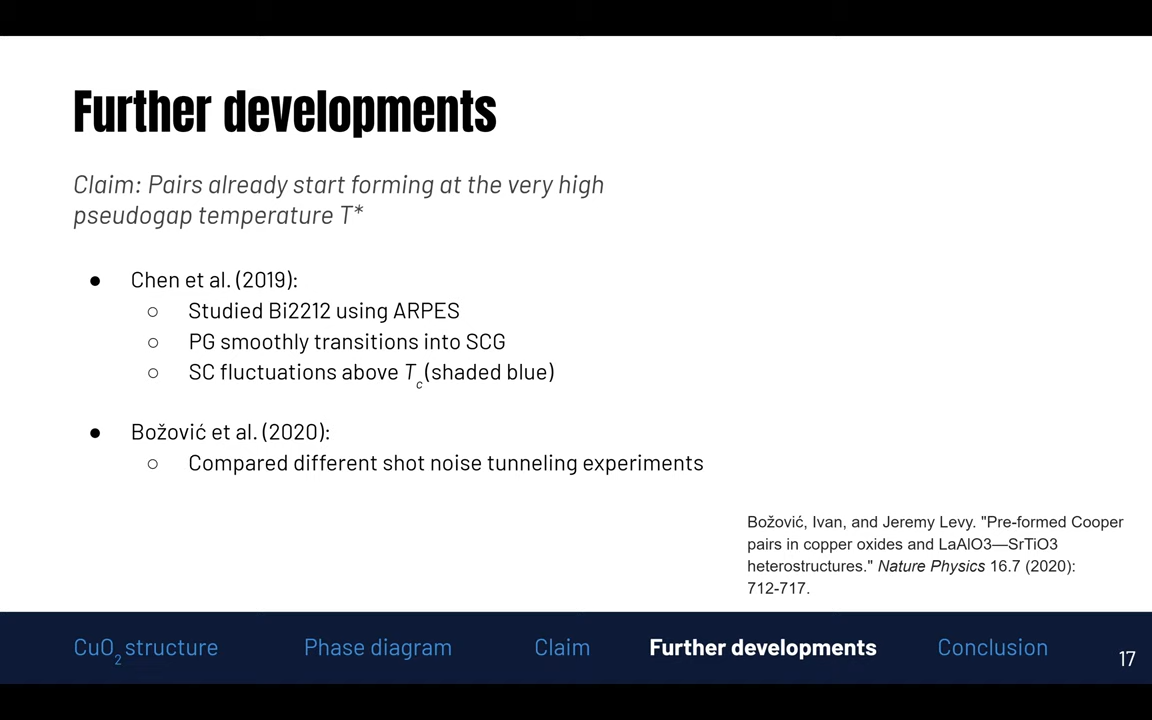 Further developments
Claim: Pairs already start forming at the very high
pseudogap temperature T*
● Chen et al. (2019):
○ Studied Bi2212 using ARPES
○ PG smoothly transitions into SCG
○ SC fluctuations above Tc (shaded blue)
● Božović et al. (2020):
○ Compared different shot noise tunneling experiments
Božović, Ivan, and Jeremy Levy. "Pre-formed Cooper
pairs in copper oxides and LaAlO3—SrTiO3
heterostructures." Nature Physics 16.7 (2020):
712-717.
CuO2 structure Phase diagram Claim Further developments Conclusion 17